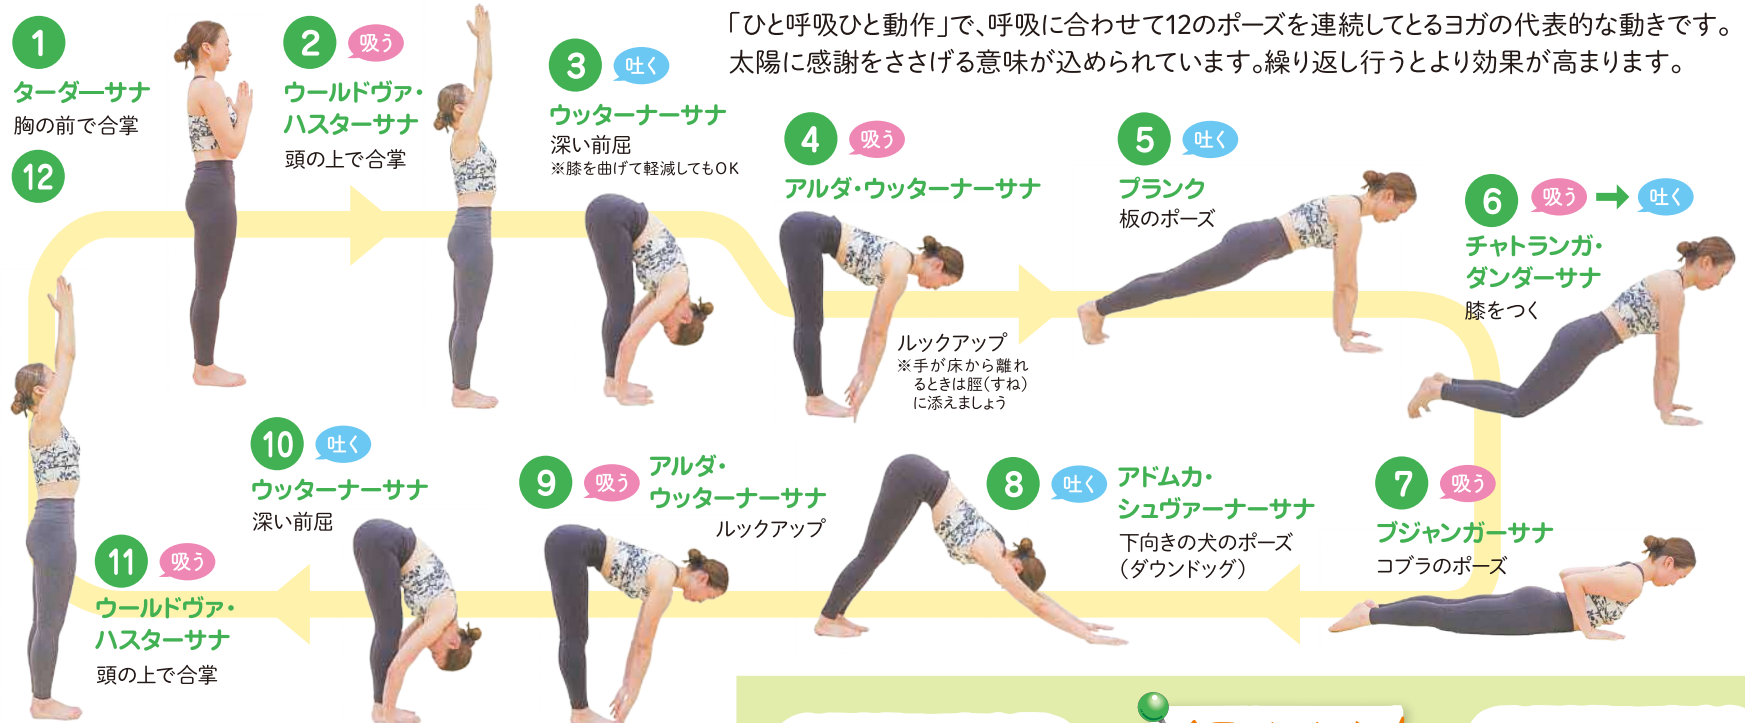 「ひと呼吸ひと動作」で、呼吸に合わせて12のポーズを連続してとるヨガの代表的な動きです。
太陽に感謝をささげる意味が込められています。繰り返し行うとより効果が高まります。
1
ターダーサナ
胸の前で合掌
12
2 吸う
ウールドヴァ・
ハスターサナ
頭の上で合掌
3 吐く
ウッターナーサナ
深い前屈
※膝を曲げて軽減してもOK
4 吸う
アルダ・ウッターナーサナ
ルックアップ
※手が床から離れ
るときは脛(すね)
に添えましょう
5 吐く
プランク
板のポーズ
6 吸う ➡ 吐く
チャトランガ・
ダンダーサナ
膝をつく
7 吸う
ブジャンガーサナ
コブラのポーズ
8 吐く
アドムカ・
シュヴァーナーサナ
下向きの犬のポーズ
(ダウンドッグ)
9 吸う
アルダ・
ウッターナーサナ
ルックアップ
10 吐く
ウッターナーサナ
深い前屈
11 吸う
ウールドヴァ・
ハスターサナ
頭の上で合掌